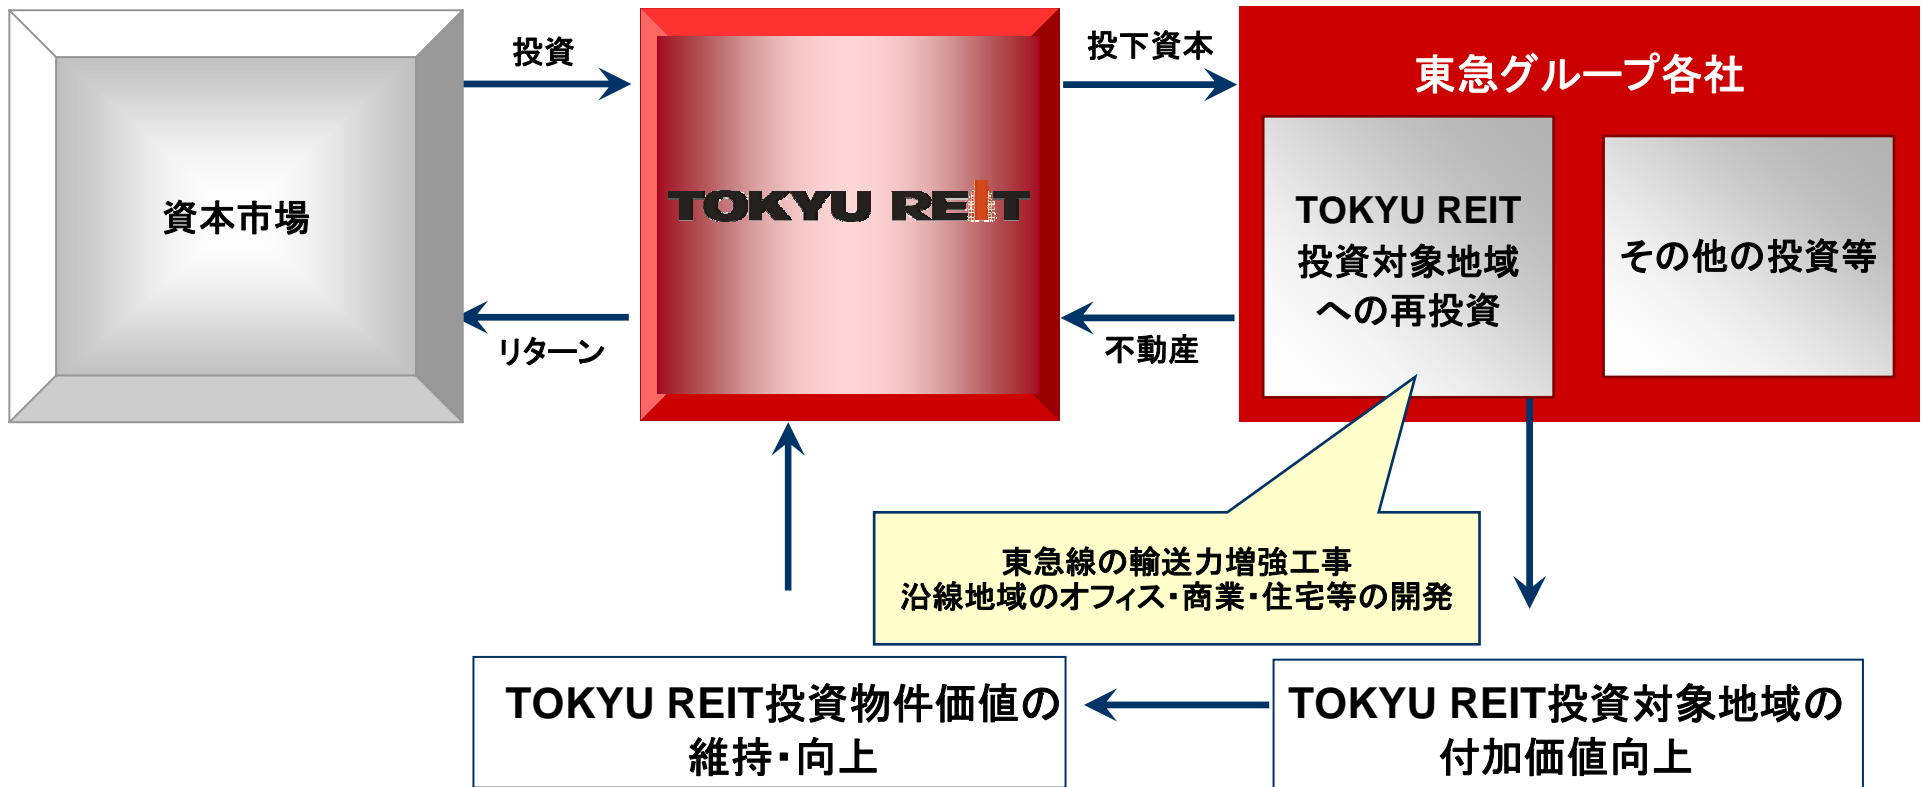 投資
投下資本
東急グループ各社
資本市場
TOKYU REIT
TOKYU REIT
投資対象地域
への再投資
その他の投資等
リターン
不動産
東急線の輸送力増強工事
沿線地域のオフィス・商業・住宅等の開発
TOKYU REIT投資物件価値の
維持・向上
TOKYU REIT投資対象地域の
付加価値向上